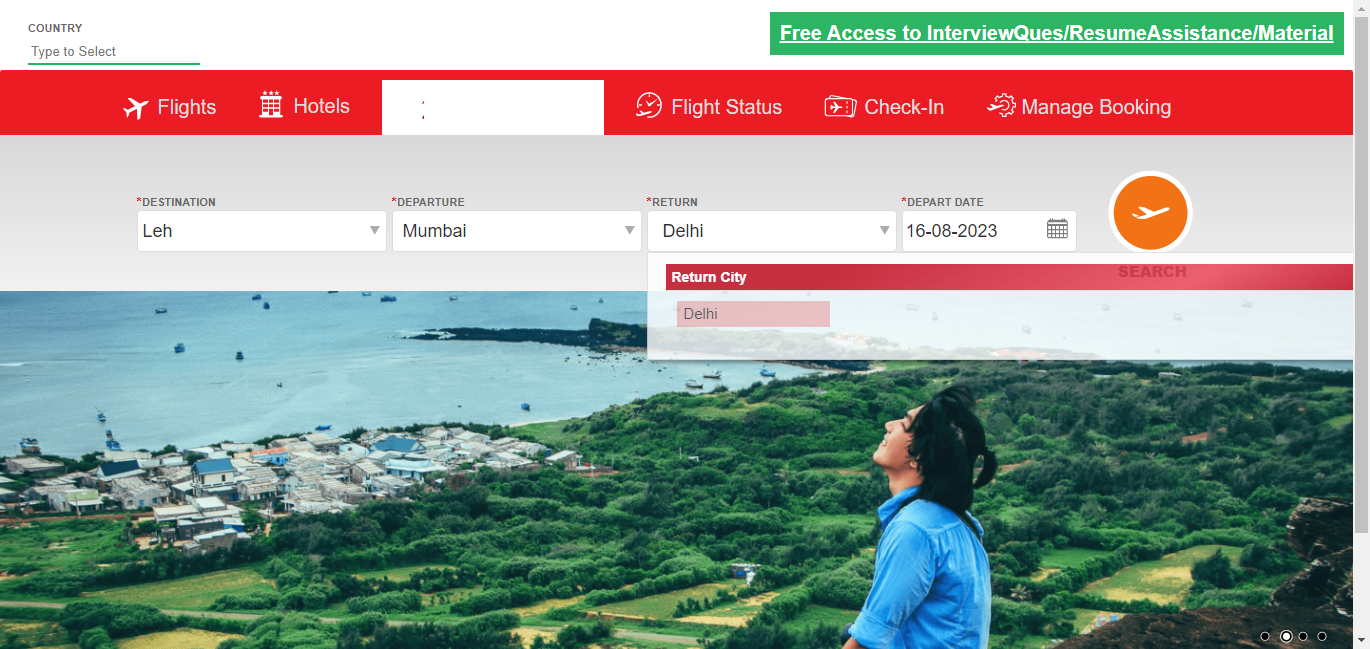 COUNTRY
Type to Select
Free Access to InterviewQues/ResumeAssistance/Material
Flights Hotels Flight Status Check-In Manage Booking
*DESTINATION *DEPARTURE *RETURN *DEPART DATE
Leh Mumbai Delhi 16-08-2023
SEARCH
Return City
Delhi